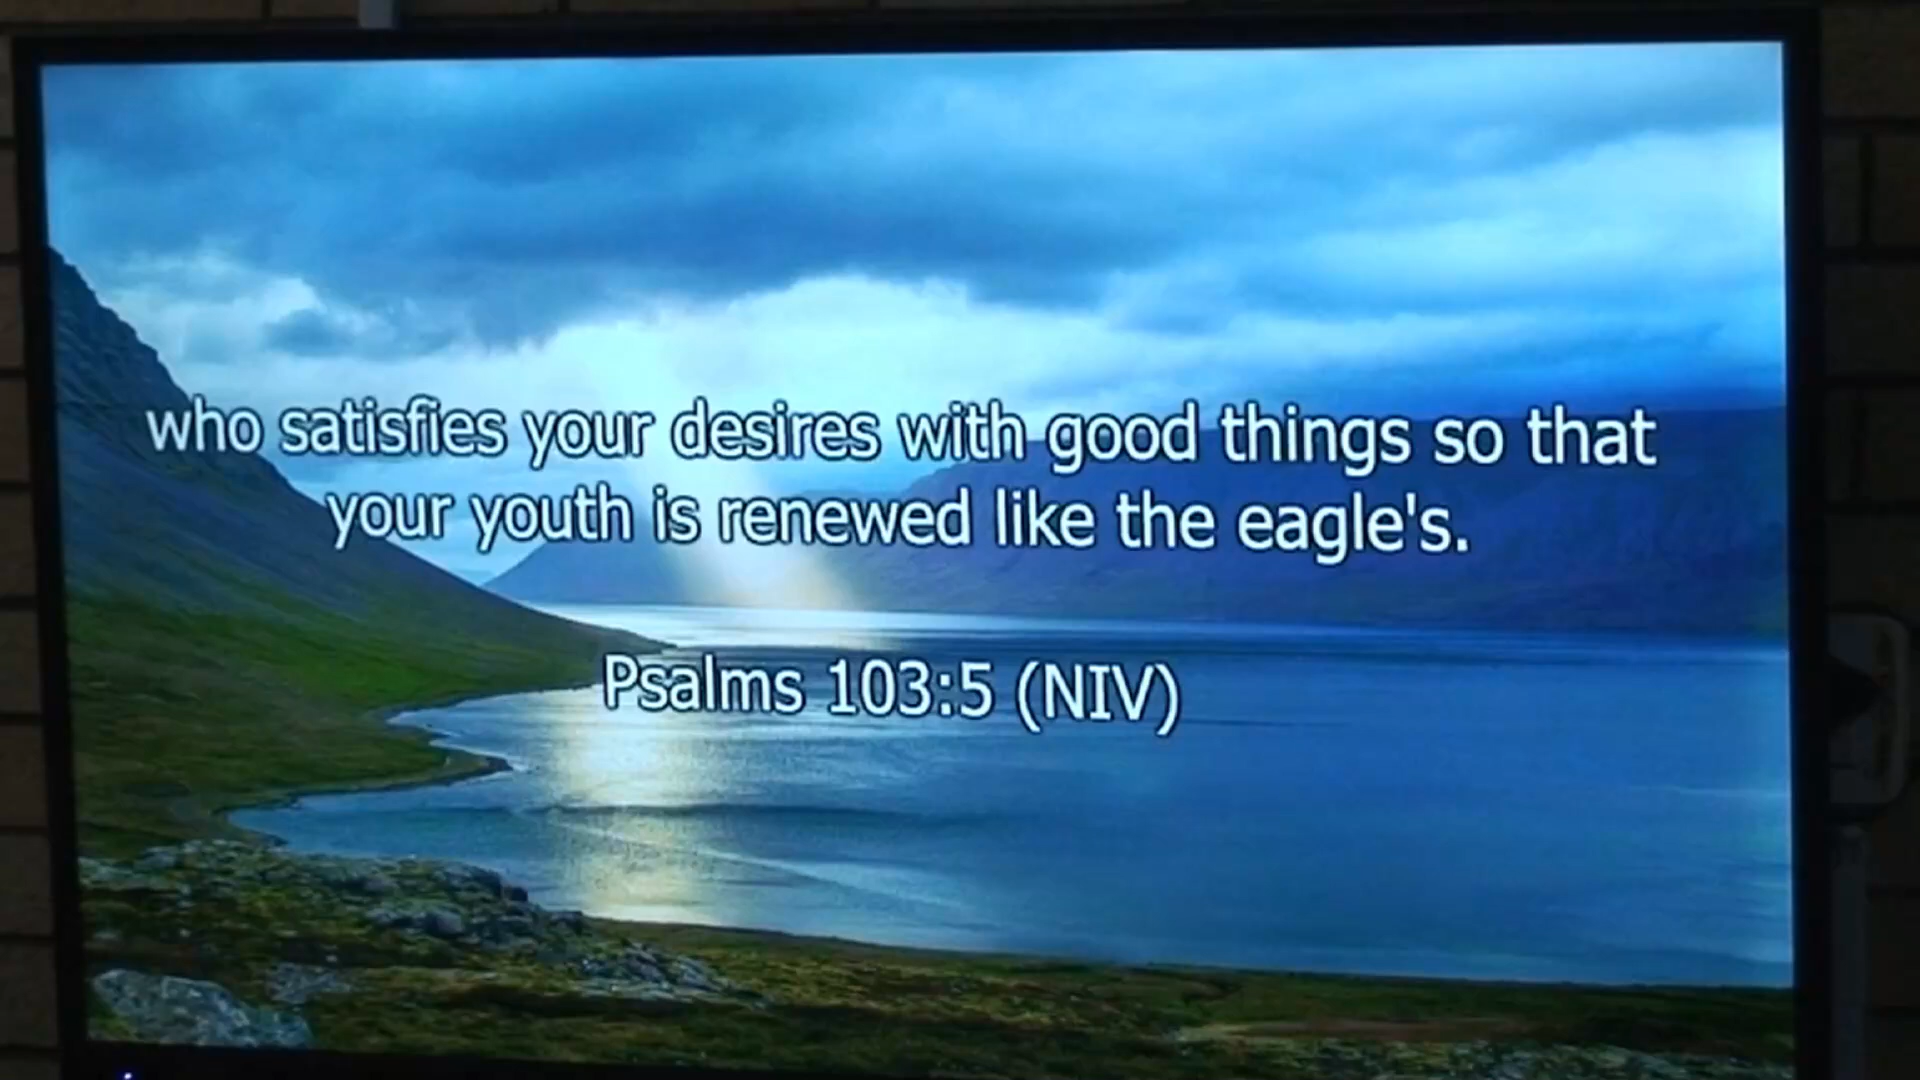 who satisfies your desires with good things so that
your youth is renewed like the eagle's.
Psalms 103:5 (NIV)